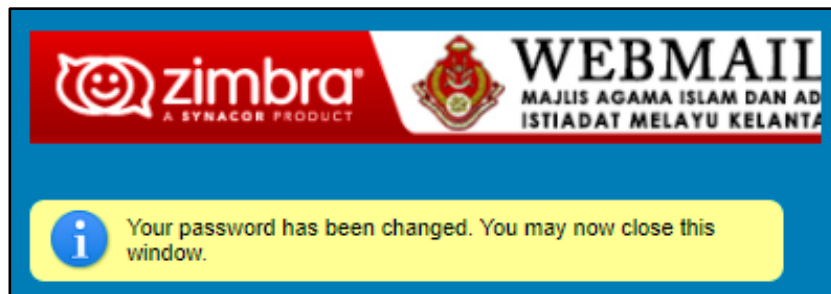 zimbra®
A SYNACOR PRODUCT
WEBMAIL
MAJLIS AGAMA ISLAM DAN AD
ISTIADAT MELAYU KELANTA
Your password has been changed. You may now close this
window.